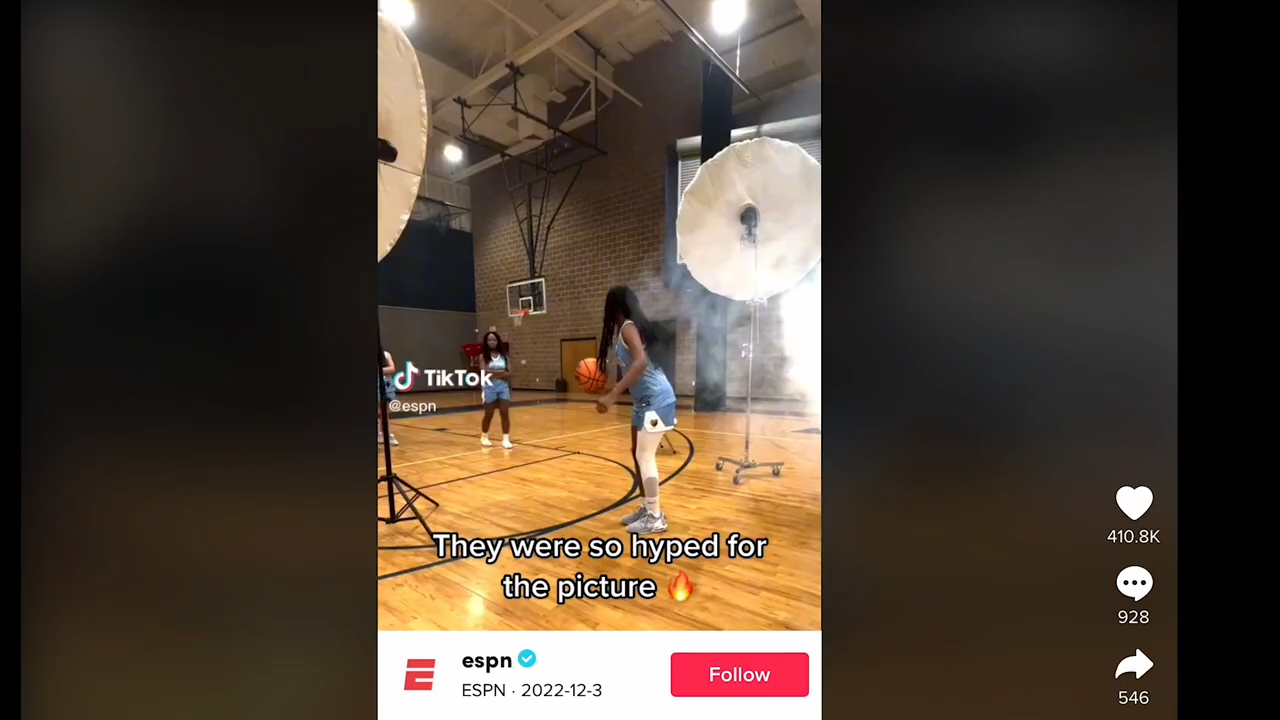 TikTok
@espn
They were so hyped for
the picture 🔥
espn
ESPN · 2022-12-3
Follow
410.8K
928
546